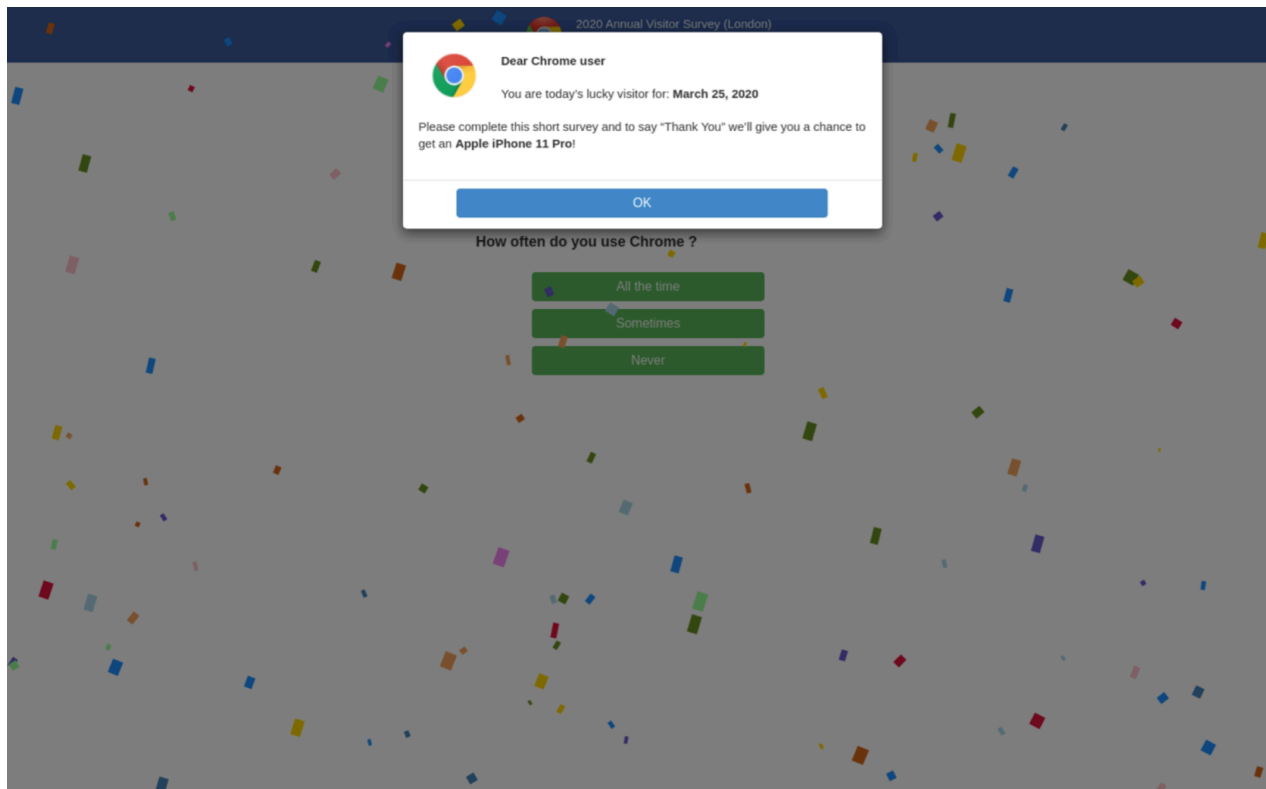 2020 Annual Visitor Survey (London)
Dear Chrome user
You are today's lucky visitor for: March 25, 2020
Please complete this short survey and to say “Thank You” we'll give you a chance to
get an Apple iPhone 11 Pro!
OK
How often do you use Chrome ?
All the time
Sometimes
Never